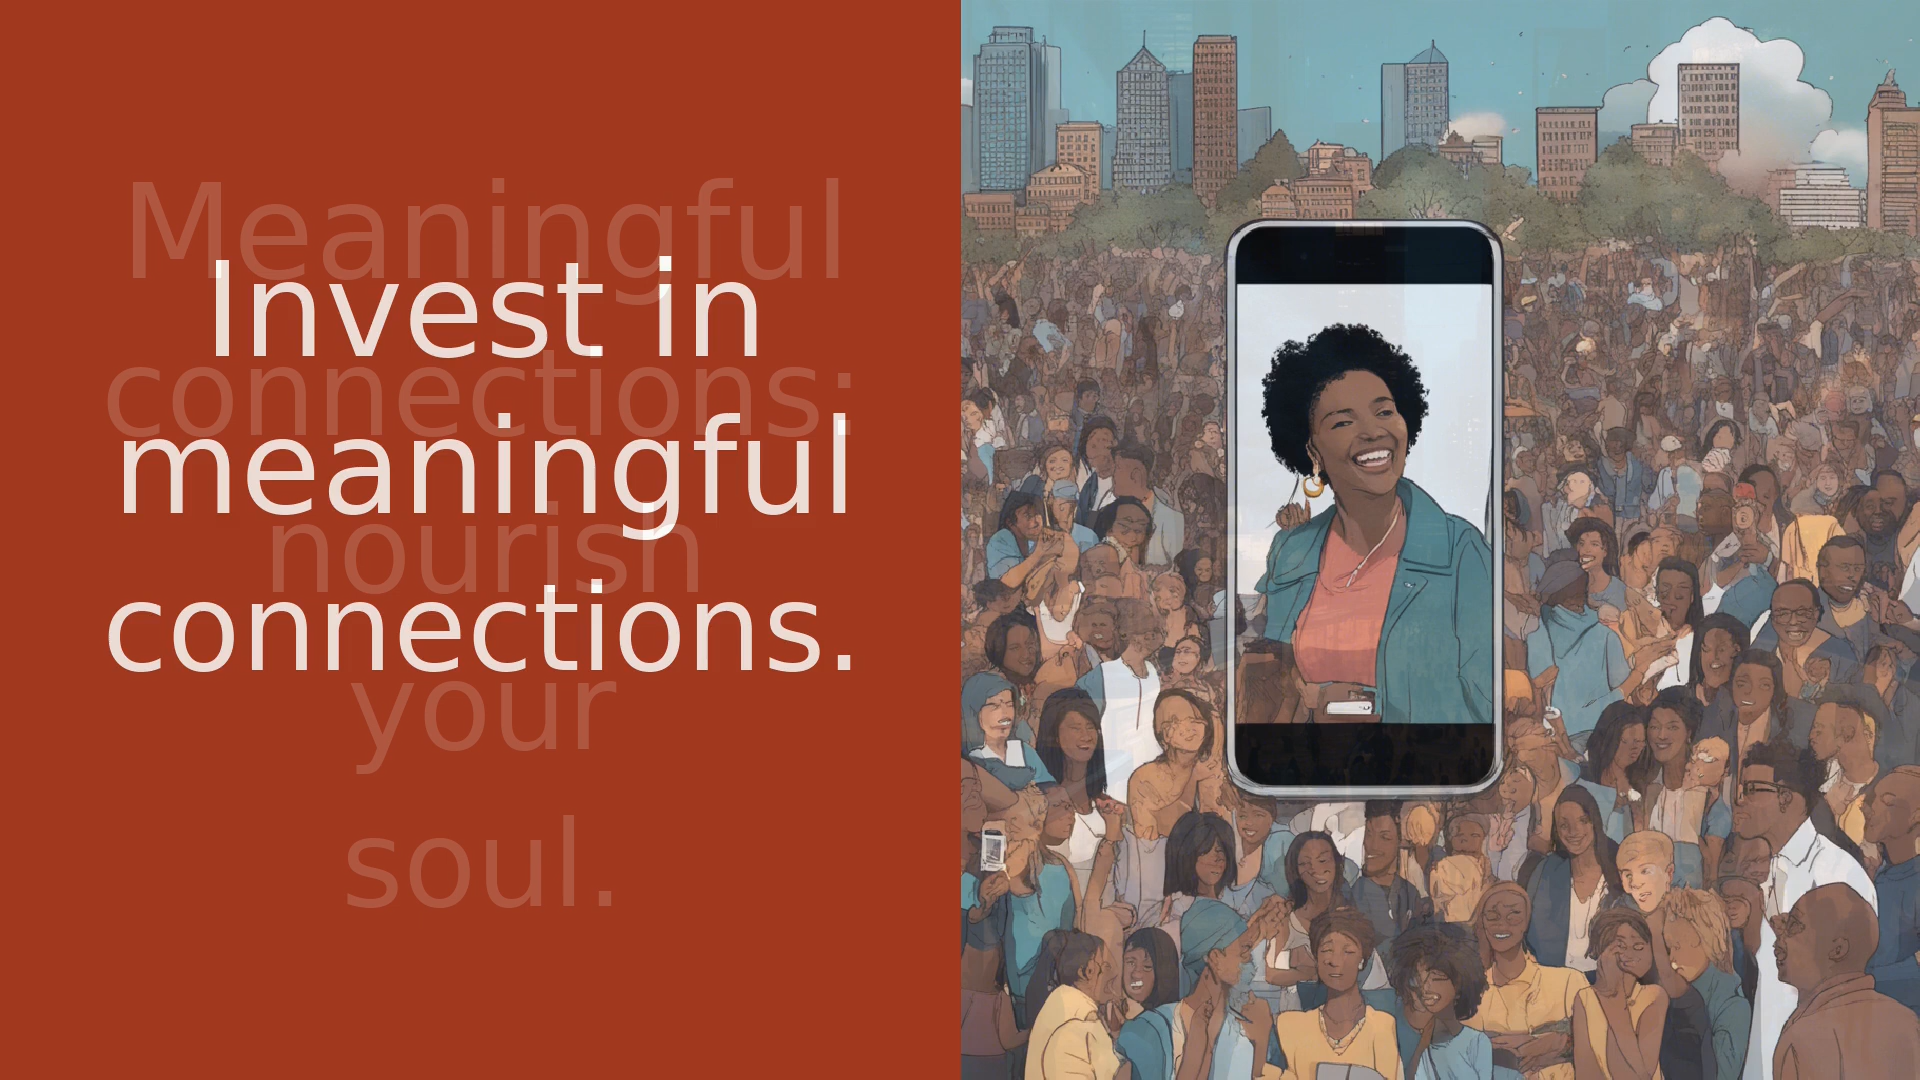 Invest in
meaningful
connections.
Meaningful
connections:
nourish
your
soul.